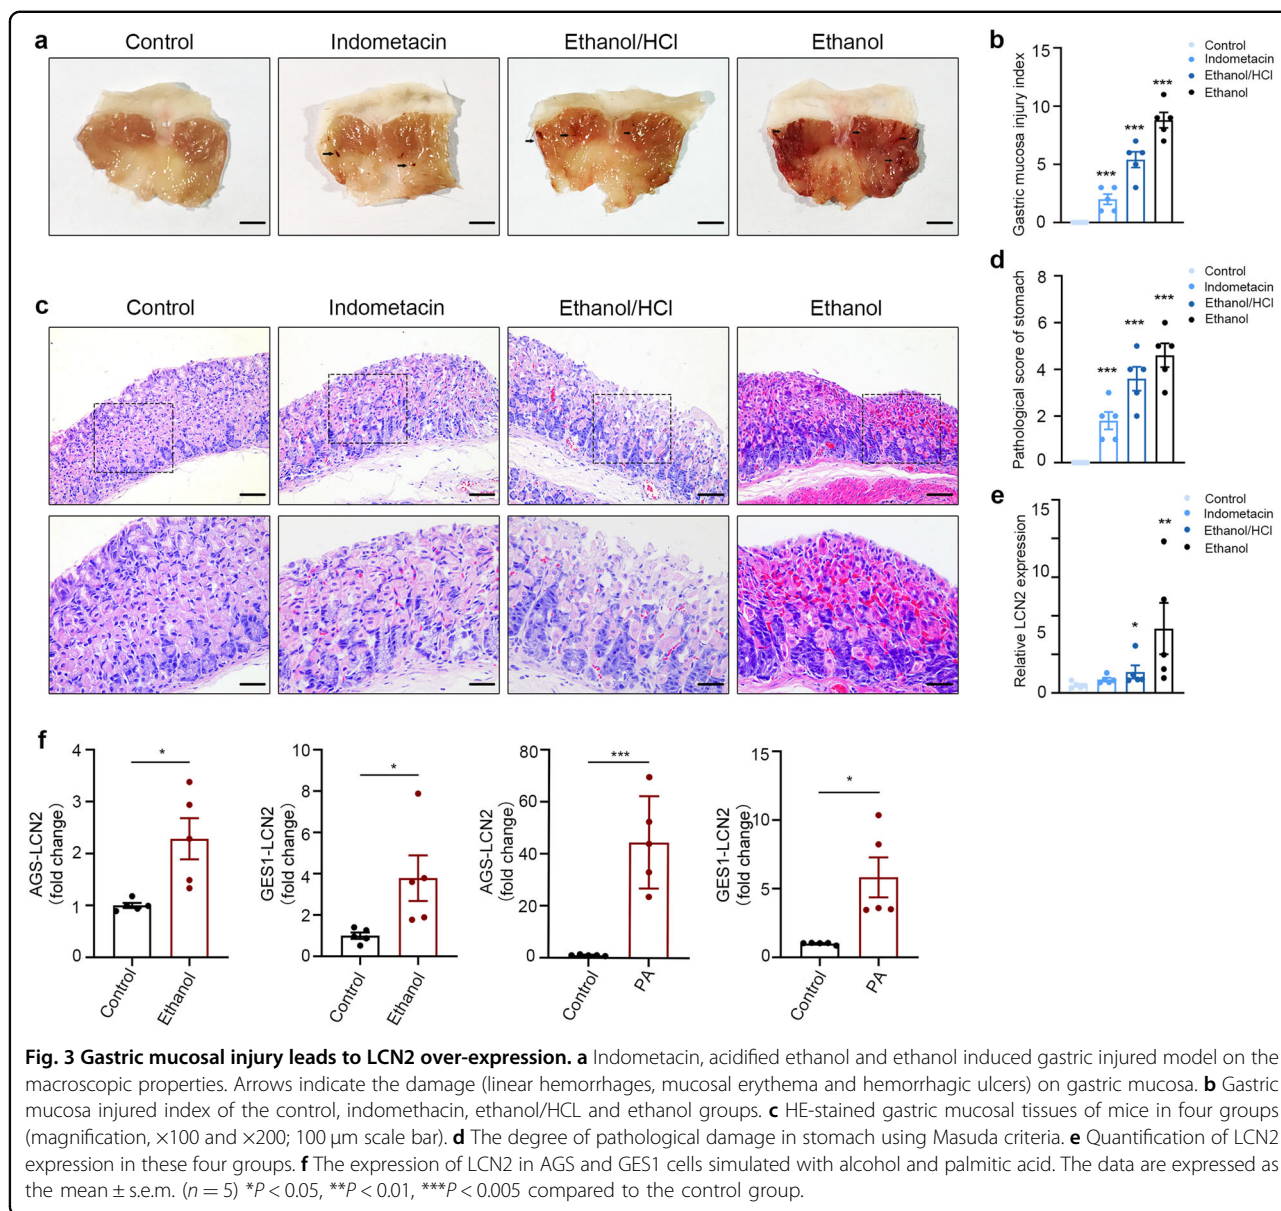 a
Control
Indometacin
Ethanol/HCl
Ethanol
b
Gastric mucosa injury index
15
10
5
0
***
***
***
Control
Indometacin
Ethanol/HCl
Ethanol
c
Control
Indometacin
Ethanol/HCl
Ethanol
d
Pathological score of stomach
8
6
4
2
0
***
***
***
Control
Indometacin
Ethanol/HCl
Ethanol
e
Relative LCN2 expression
15
10
5
0
*
**
Control
Indometacin
Ethanol/HCl
Ethanol
f
AGS-LCN2
(fold change)
4
3
2
1
0
*
Control
Ethanol
GES1-LCN2
(fold change)
10
8
6
4
2
0
*
Control
Ethanol
AGS-LCN2
(fold change)
80
60
40
20
0
***
Control
PA
GES1-LCN2
(fold change)
15
10
5
0
*
Control
PA
Fig. 3 Gastric mucosal injury leads to LCN2 over-expression. a Indometacin, acidified ethanol and ethanol induced gastric injured model on the
macroscopic properties. Arrows indicate the damage (linear hemorrhages, mucosal erythema and hemorrhagic ulcers) on gastric mucosa. b Gastric
mucosa injured index of the control, indomethacin, ethanol/HCL and ethanol groups. c HE-stained gastric mucosal tissues of mice in four groups
(magnification, ×100 and ×200; 100 μm scale bar). d The degree of pathological damage in stomach using Masuda criteria. e Quantification of LCN2
expression in these four groups. f The expression of LCN2 in AGS and GES1 cells simulated with alcohol and palmitic acid. The data are expressed as
the mean ± s.e.m. (n = 5) *P < 0.05, **P < 0.01, ***P < 0.005 compared to the control group.